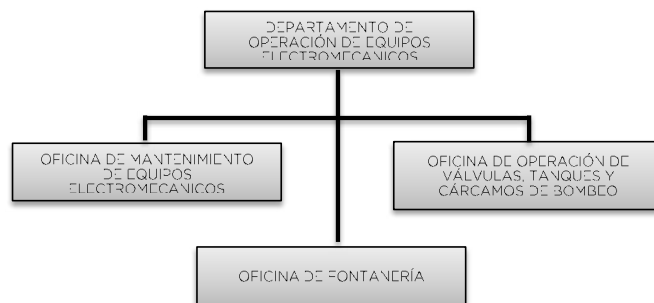 DEPARTAMENTO DE
OPERACIÓN DE EQUIPOS
ELECTROMECANICOS
OFICINA DE MANTENIMIENTO
DE EQUIPOS
ELECTROMECANICOS
OFICINA DE OPERACIÓN DE
VÁLVULAS, TANQUES Y
CÁRCAMOS DE BOMBEO
OFICINA DE FONTANERÍA